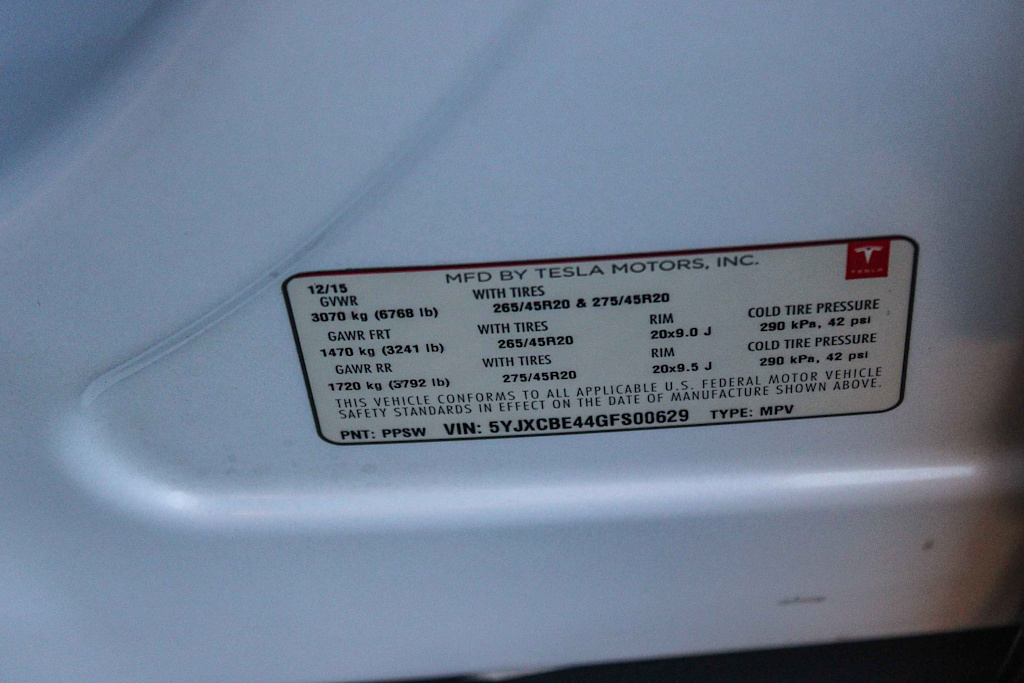 MFD BY TESLA MOTORS, INC.
TESLA
12/15
GVWR WITH TIRES
3070 kg (6768 lb) 265/45R20 & 275/45R20
GAWR FRT WITH TIRES RIM COLD TIRE PRESSURE
1470 kg (3241 lb) 265/45R20 20x9.0 J 290 kPa, 42 psi
GAWR RR WITH TIRES RIM COLD TIRE PRESSURE
1720 kg (3792 lb) 275/45R20 20x9.5 J 290 kPa, 42 psi
THIS VEHICLE CONFORMS TO ALL APPLICABLE U.S. FEDERAL MOTOR VEHICLE
SAFETY STANDARDS IN EFFECT ON THE DATE OF MANUFACTURE SHOWN ABOVE.
PNT: PPSW VIN: 5YJXCBE44GFS00629 TYPE: MPV